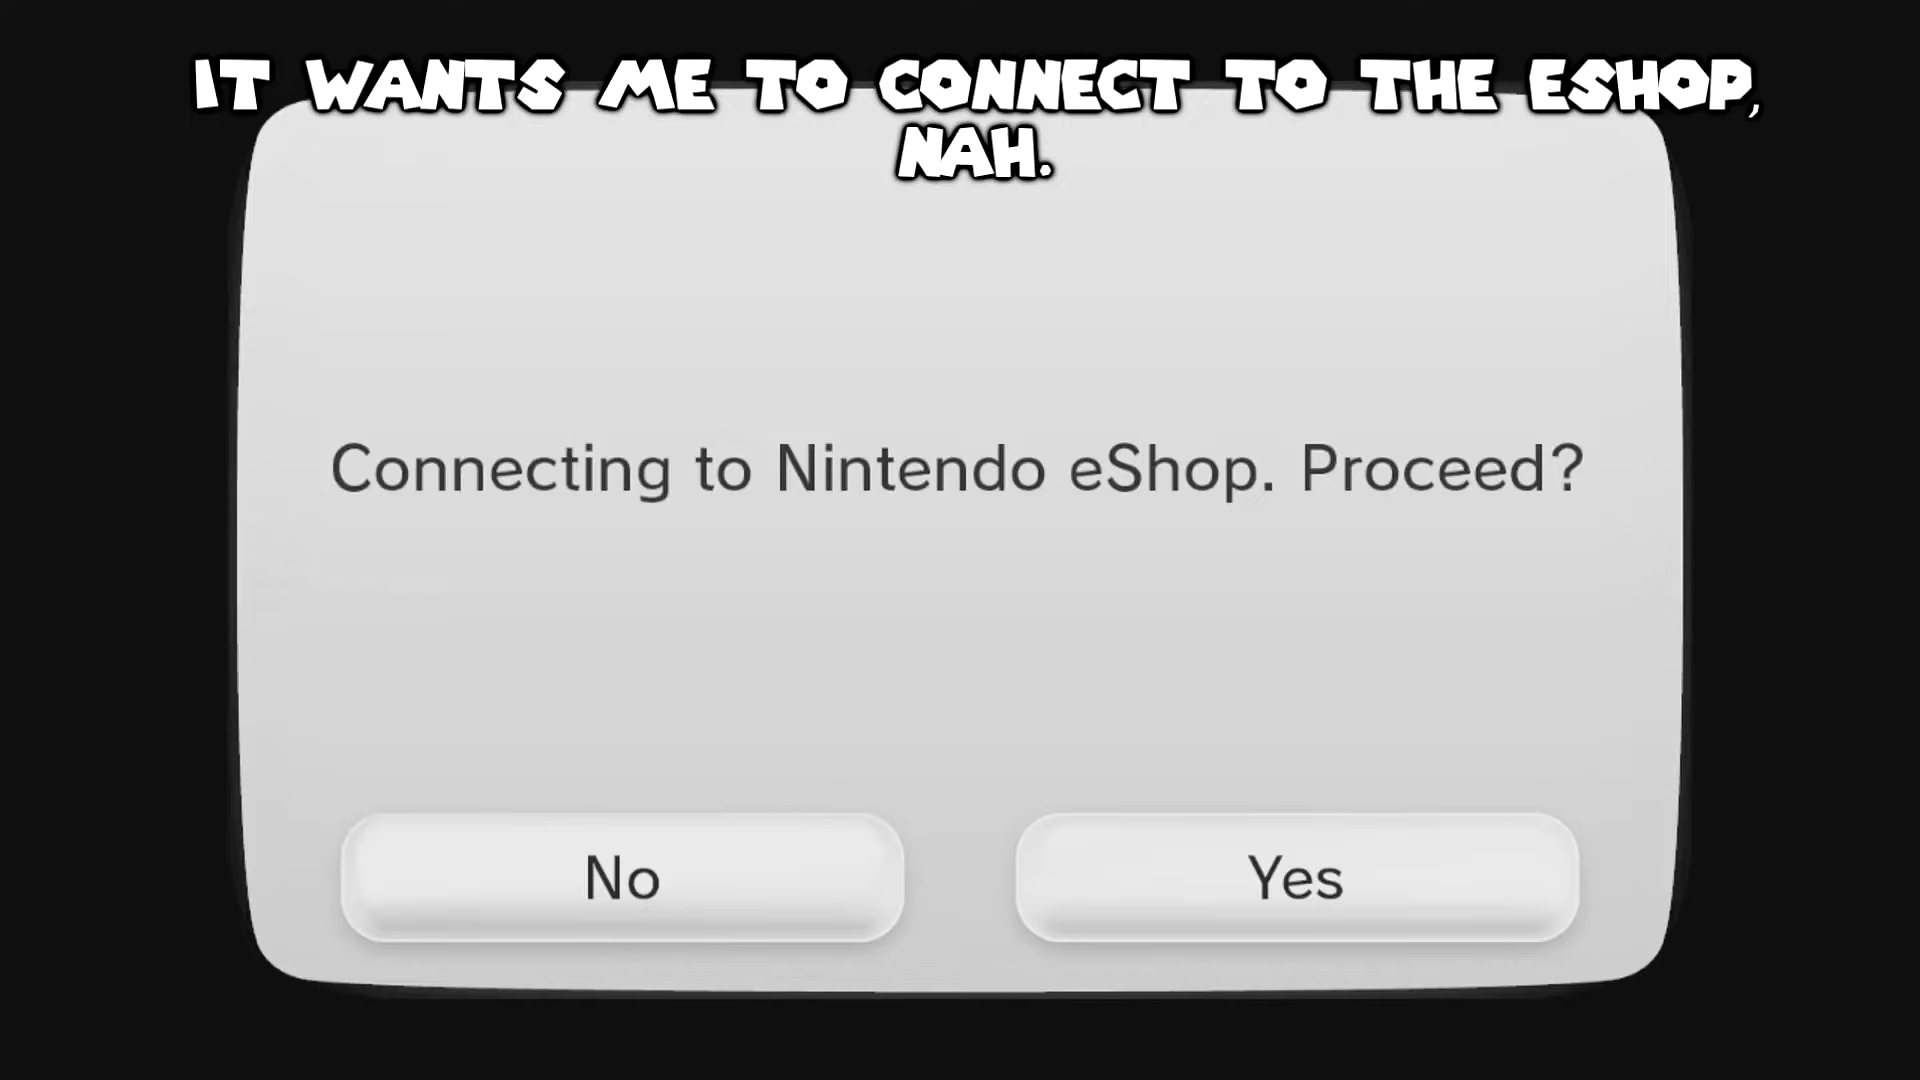 IT WANTS ME TO CONNECT TO THE ESHOP,
NAH.
Connecting to Nintendo eShop. Proceed?
No
Yes